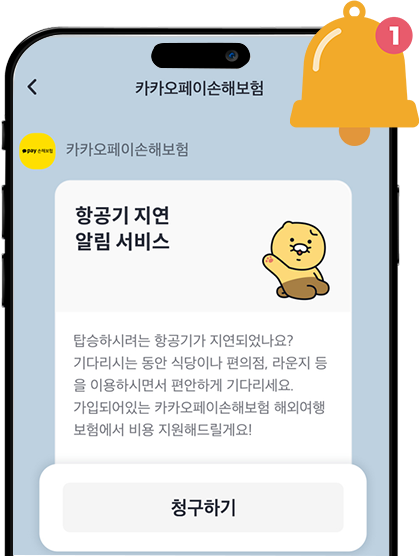 1
카카오페이손해보험
pay 손해보험
카카오페이손해보험
항공기 지연
알림 서비스
탑승하시려는 항공기가 지연되었나요?
기다리시는 동안 식당이나 편의점, 라운지 등
을 이용하시면서 편안하게 기다리세요.
가입되어있는 카카오페이손해보험 해외여행
보험에서 비용 지원해드릴게요!
청구하기